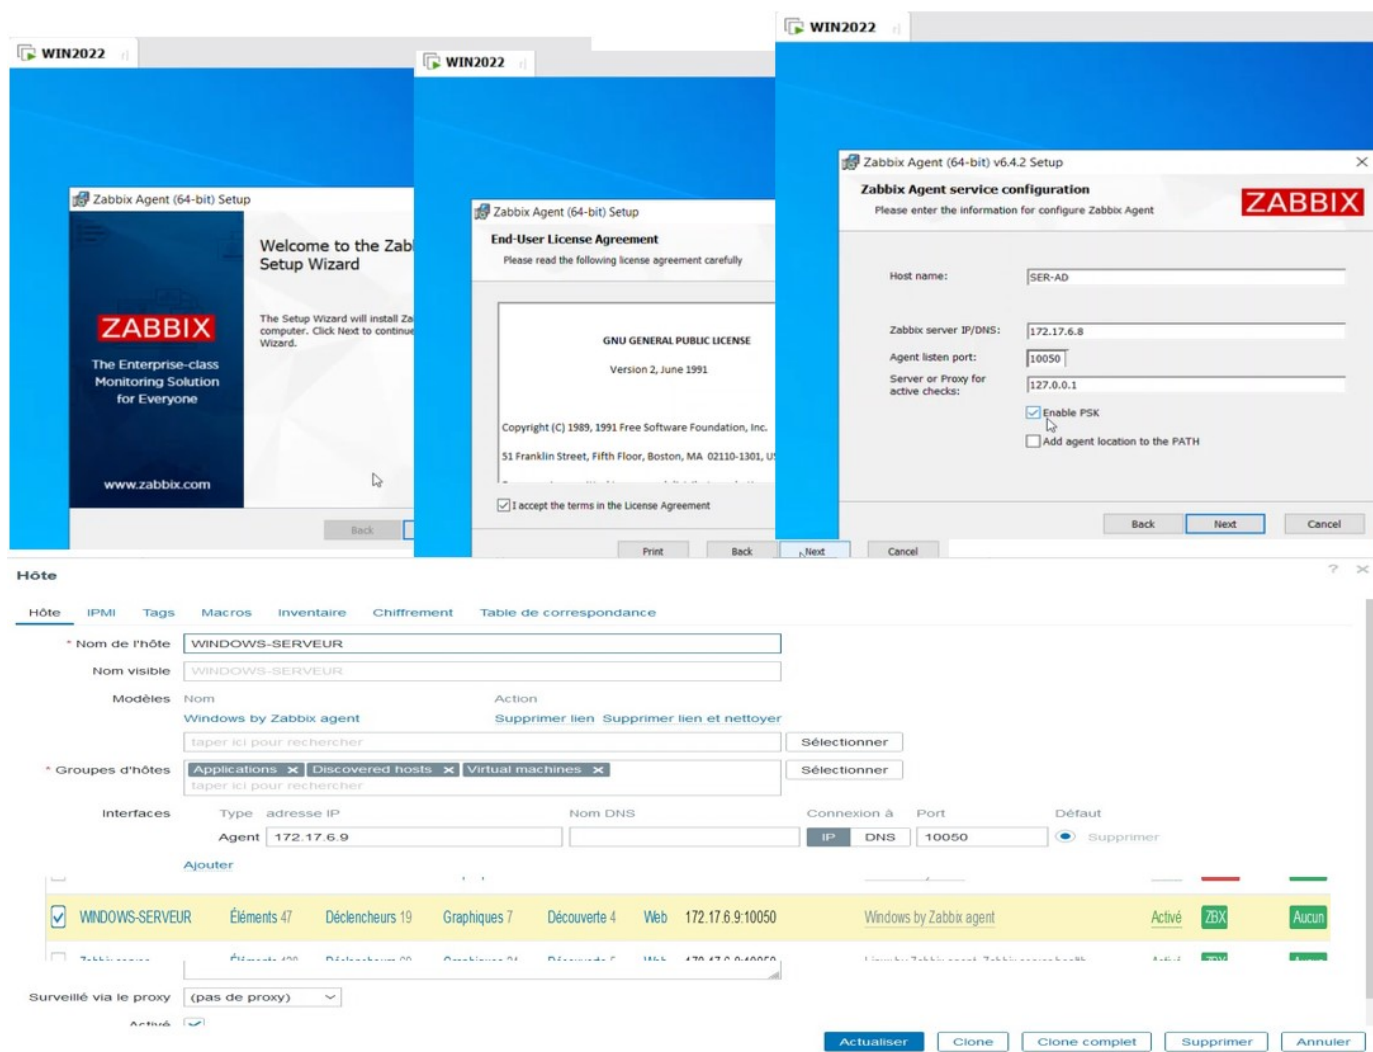 WIN2022
Zabbix Agent (64-bit) Setup
ZABBIX
The Enterprise-class
Monitoring Solution
for Everyone
www.zabbix.com
Welcome to the Zab
Setup Wizard
The Setup Wizard will install Za
computer. Click Next to continue
Wizard.
Back
WIN2022
Zabbix Agent (64-bit) Setup
End-User License Agreement
Please read the following license agreement carefully
GNU GENERAL PUBLIC LICENSE
Version 2, June 1991
Copyright (C) 1989, 1991 Free Software Foundation, Inc.
51 Franklin Street, Fifth Floor, Boston, MA 02110-1301, US
I accept the terms in the License Agreement
Print Back Next Cancel
WIN2022
Zabbix Agent (64-bit) v6.4.2 Setup
Zabbix Agent service configuration
Please enter the information for configure Zabbix Agent
ZABBIX
Host name: SER-AD
Zabbix server IP/DNS: 172.17.6.8
Agent listen port: 10050
Server or Proxy for
active checks: 127.0.0.1
Enable PSK
Add agent location to the PATH
Back Next Cancel
Hôte ? ×
Hôte IPMI Tags Macros Inventaire Chiffrement Table de correspondance
* Nom de l'hôte WINDOWS-SERVEUR
Nom visible WINDOWS-SERVEUR
Modèles Nom Action
Windows by Zabbix agent Supprimer lien Supprimer lien et nettoyer
taper ici pour rechercher Sélectionner
* Groupes d'hôtes Applications × Discovered hosts × Virtual machines × Sélectionner
taper ici pour rechercher
Interfaces Type adresse IP Nom DNS Connexion à Port Défaut
Agent 172.17.6.9 IP DNS 10050 Supprimer
Ajouter
WINDOWS-SERVEUR Éléments 47 Déclencheurs 19 Graphiques 7 Découverte 4 Web 172.17.6.9:10050 Windows by Zabbix agent Activé ZBX Aucun
Surveillé via le proxy (pas de proxy)
Activé
Actualiser Clone Clone complet Supprimer Annuler